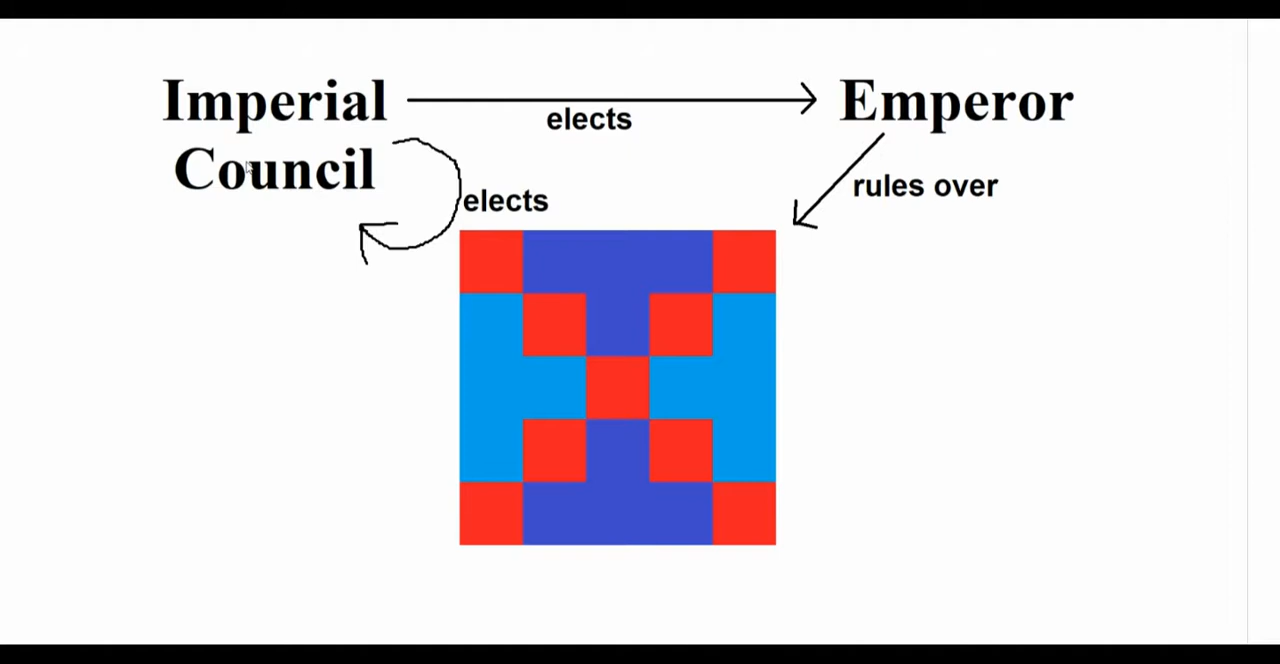 Imperial
Council
elects
Emperor
elects
rules over